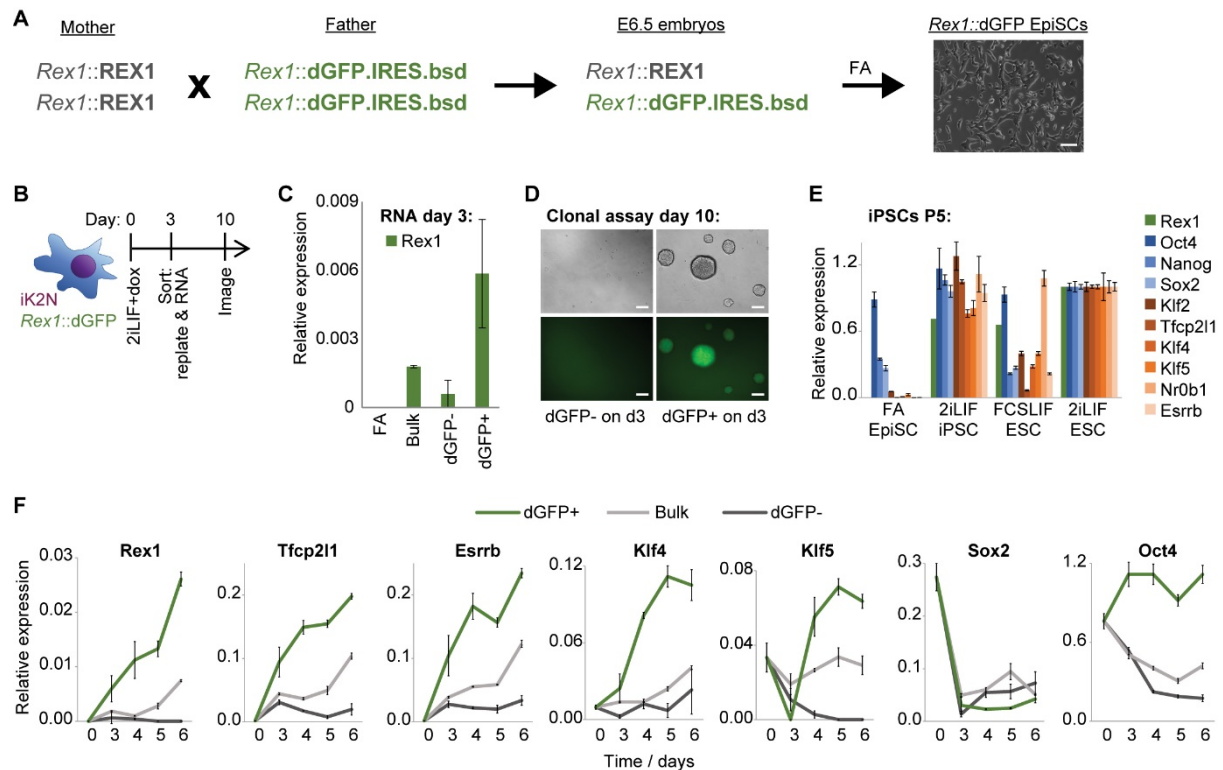 A
Mother
Father
E6.5 embryos
Rex1::dGFP EpiSCs
Rex1::REX1
Rex1::REX1
X
Rex1::dGFP.IRES.bsd
Rex1::dGFP.IRES.bsd
Rex1::REX1
Rex1::dGFP.IRES.bsd
FA
B
Day: 0 3 10
iK2N
Rex1::dGFP
2iLIF+dox
Sort:
replate & RNA
Image
C
RNA day 3:
Rex1
Relative expression
0.009
0.006
0.003
0
FA
Bulk
dGFP-
dGFP+
D
Clonal assay day 10:
dGFP- on d3
dGFP+ on d3
E
iPSCs P5:
Relative expression
1.2
0.6
0.0
FA
EpiSC
2iLIF
iPSC
FCSLIF
ESC
2iLIF
ESC
Rex1
Oct4
Nanog
Sox2
Klf2
Tfcp2l1
Klf4
Klf5
Nr0b1
Esrrb
F
dGFP+
Bulk
dGFP-
Relative expression
Rex1
0.03
0.01
0.00
0 3 4 5 6
Tfcp2l1
0.2
0.1
0.0
0 3 4 5 6
Esrrb
0.2
0.1
0.0
0 3 4 5 6
Klf4
0.12
0.06
0.00
0 3 4 5 6
Klf5
0.08
0.04
0.00
0 3 4 5 6
Sox2
0.3
0.2
0.1
0.0
0 3 4 5 6
Oct4
1.2
0.6
0.0
0 3 4 5 6
Time / days